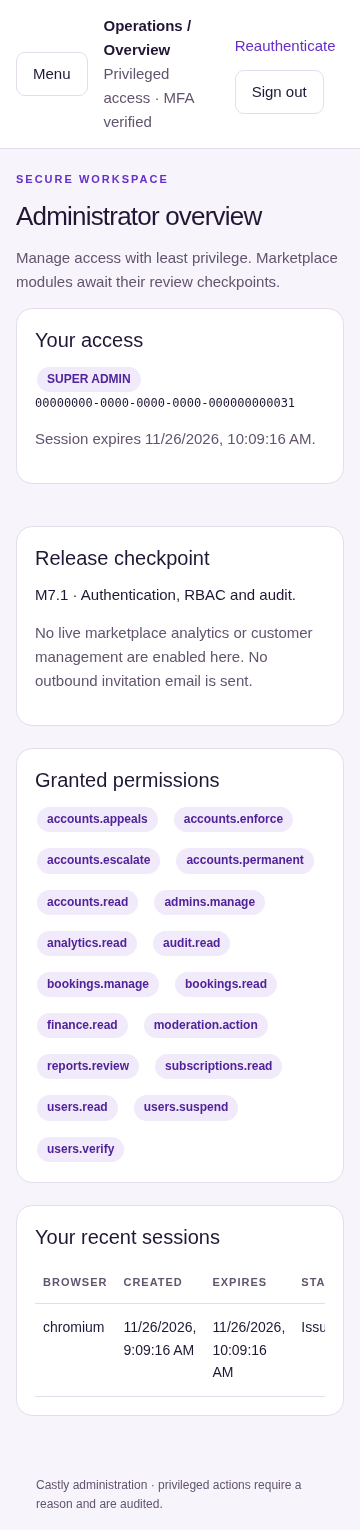 Menu
Operations /
Overview
Privileged
access · MFA
verified
Reauthenticate
Sign out
SECURE WORKSPACE
Administrator overview
Manage access with least privilege. Marketplace
modules await their review checkpoints.
Your access
SUPER ADMIN
00000000-0000-0000-0000-000000000031
Session expires 11/26/2026, 10:09:16 AM.
Release checkpoint
M7.1 · Authentication, RBAC and audit.
No live marketplace analytics or customer
management are enabled here. No
outbound invitation email is sent.
Granted permissions
accounts.appeals accounts.enforce
accounts.escalate accounts.permanent
accounts.read admins.manage
analytics.read audit.read
bookings.manage bookings.read
finance.read moderation.action
reports.review subscriptions.read
users.read users.suspend
users.verify
Your recent sessions
BROWSER CREATED EXPIRES STA
chromium 11/26/2026, 11/26/2026, Issu
9:09:16 AM 10:09:16
AM
Castly administration · privileged actions require a
reason and are audited.